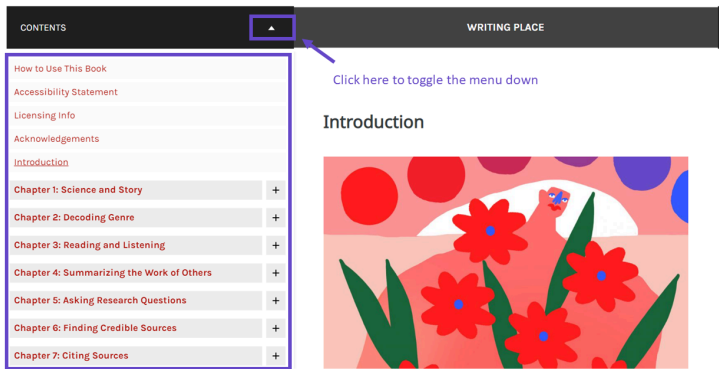 CONTENTS
WRITING PLACE
Click here to toggle the menu down
How to Use This Book
Accessibility Statement
Licensing Info
Acknowledgements
Introduction
Chapter 1: Science and Story +
Chapter 2: Decoding Genre +
Chapter 3: Reading and Listening +
Chapter 4: Summarizing the Work of Others +
Chapter 5: Asking Research Questions +
Chapter 6: Finding Credible Sources +
Chapter 7: Citing Sources +
Introduction